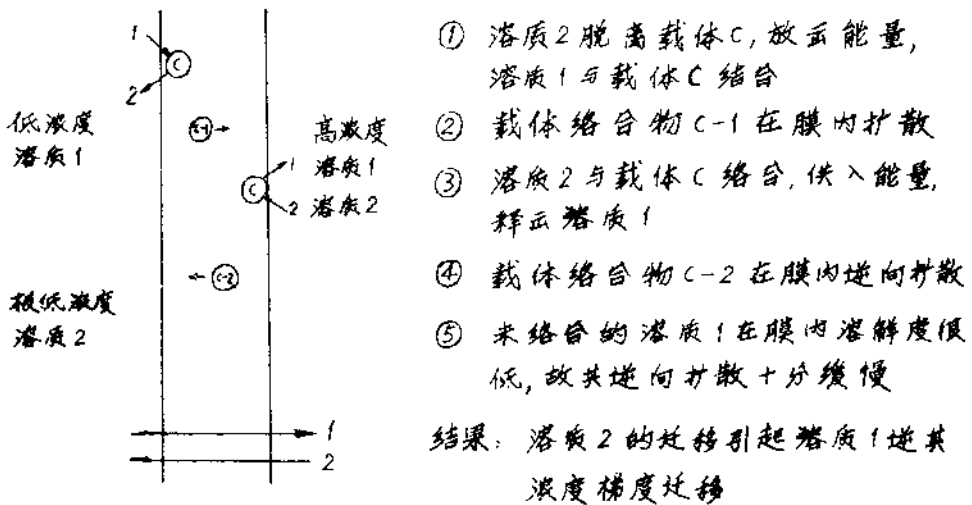 1
C
2
低浓度
溶质1
C-1
高浓度
溶质1
溶质2
C
1
2
C-2
极低浓度
溶质2
1
2
① 溶质2脱离载体C,放出能量,
溶质1与载体C结合
② 载体络合物C-1在膜内扩散
③ 溶质2与载体C络合,供入能量,
释出溶质1
④ 载体络合物C-2在膜内逆向扩散
⑤ 未络合的溶质1在膜内溶解度很
低,故其逆向扩散十分缓慢
结果: 溶质2的迁移引起溶质1逆其
浓度梯度迁移